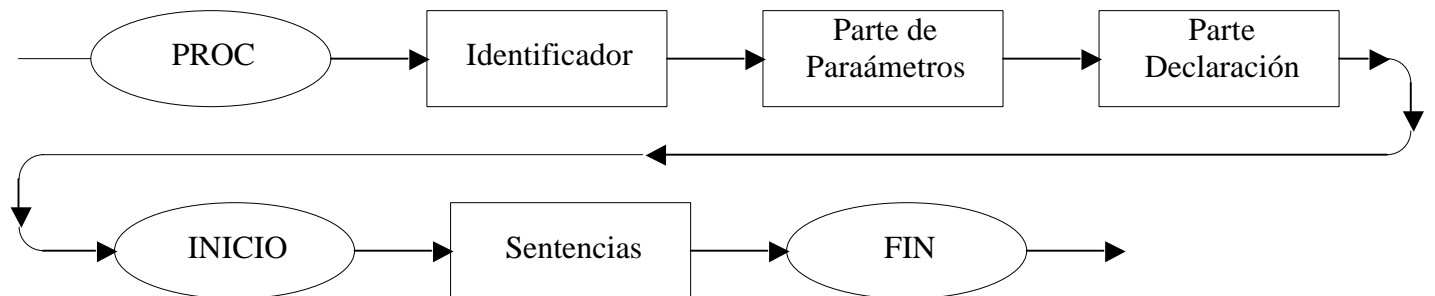 PROC
Identificador
Parte de
Paraámetros
Parte
Declaración
INICIO
Sentencias
FIN